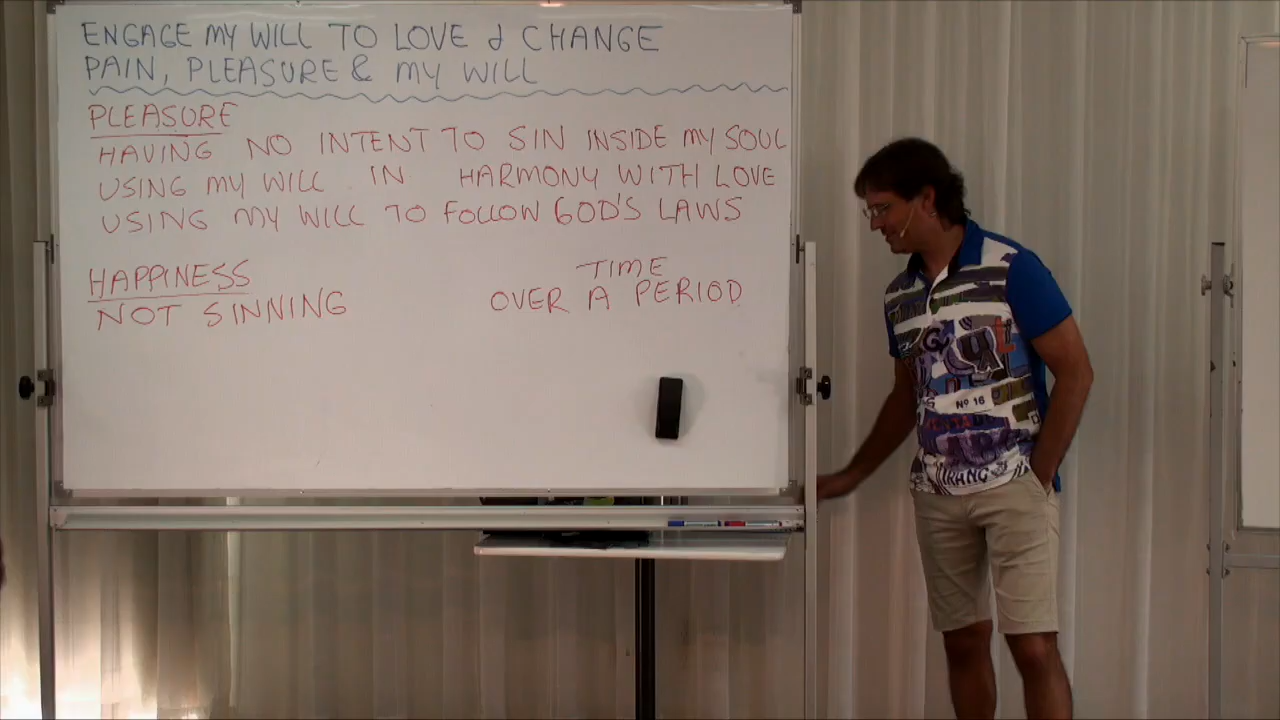 ENGAGE MY WILL TO LOVE & CHANGE
PAIN, PLEASURE & MY WILL
PLEASURE
HAVING NO INTENT TO SIN INSIDE MY SOUL
USING MY WILL IN HARMONY WITH LOVE
USING MY WILL TO FOLLOW GOD'S LAWS
HAPPINESS
TIME
NOT SINNING OVER A PERIOD
Nº 16